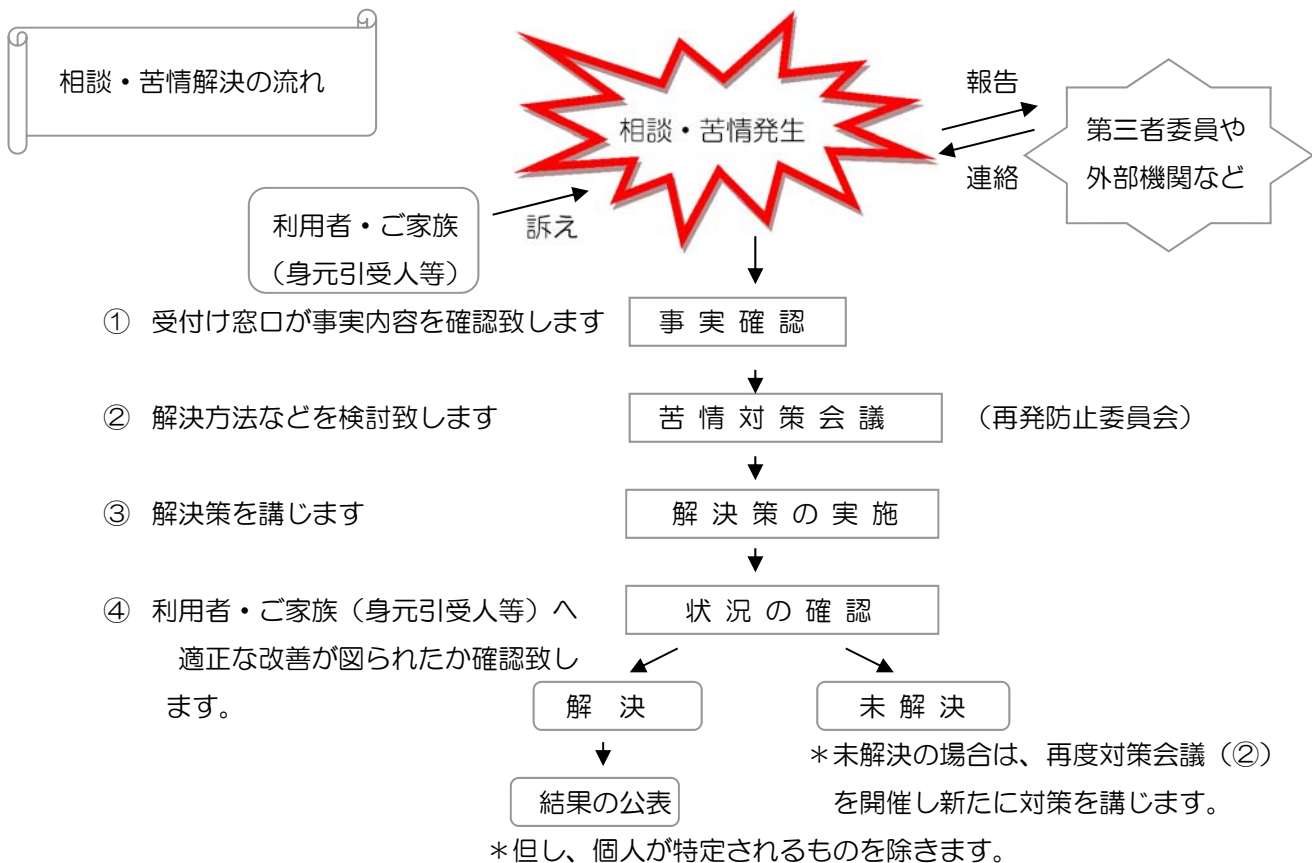 相談・苦情解決の流れ
相談・苦情発生
報告
連絡
第三者委員や
外部機関など
利用者・ご家族
（身元引受人等）
訴え
① 受付け窓口が事実内容を確認致します
事実確認
② 解決方法などを検討致します
苦情対策会議
（再発防止委員会）
③ 解決策を講じます
解決策の実施
④ 利用者・ご家族（身元引受人等）へ
適正な改善が図られたか確認致し
ます。
状況の確認
解 決
未解決
結果の公表
＊未解決の場合は、再度対策会議（②）
を開催し新たに対策を講じます。
＊但し、個人が特定されるものを除きます。